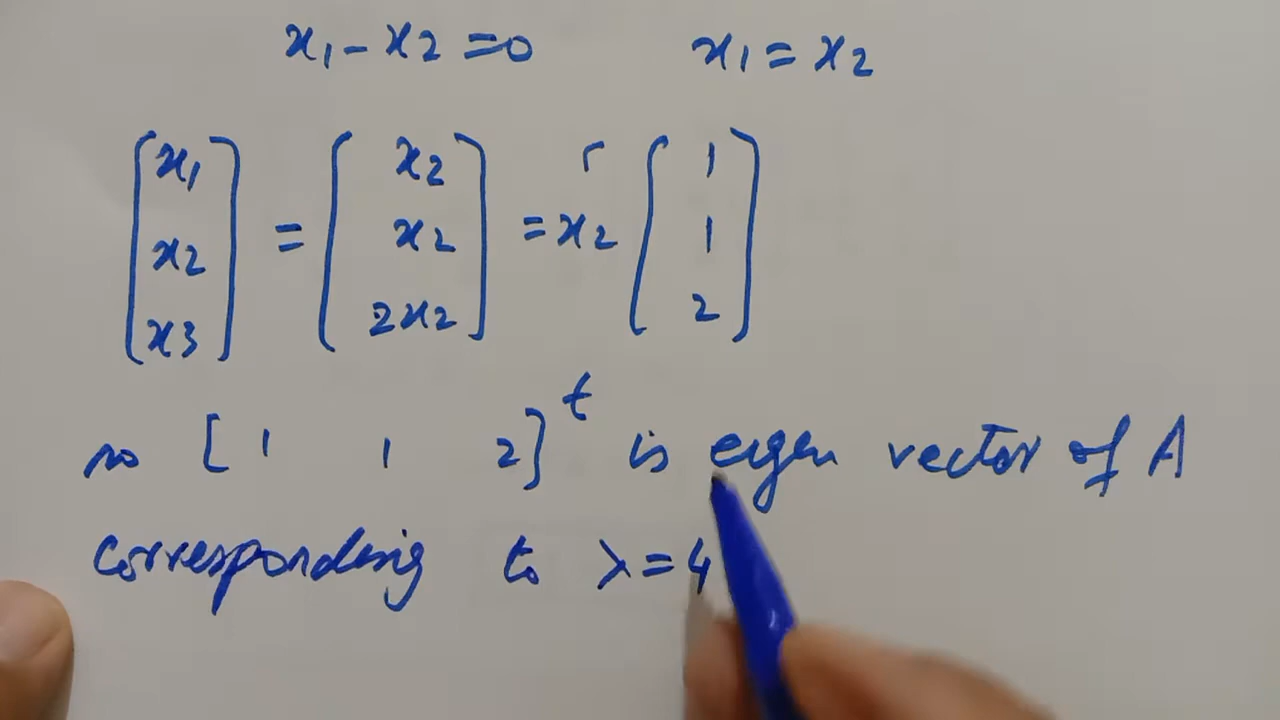 x1 - x2 = 0 x1 = x2
[x1 x2 x3] = [x2 x2 2x2] = x2 [1 1 2]
so [1 1 2]^t is eigen vector of A
corresponding to λ = 4